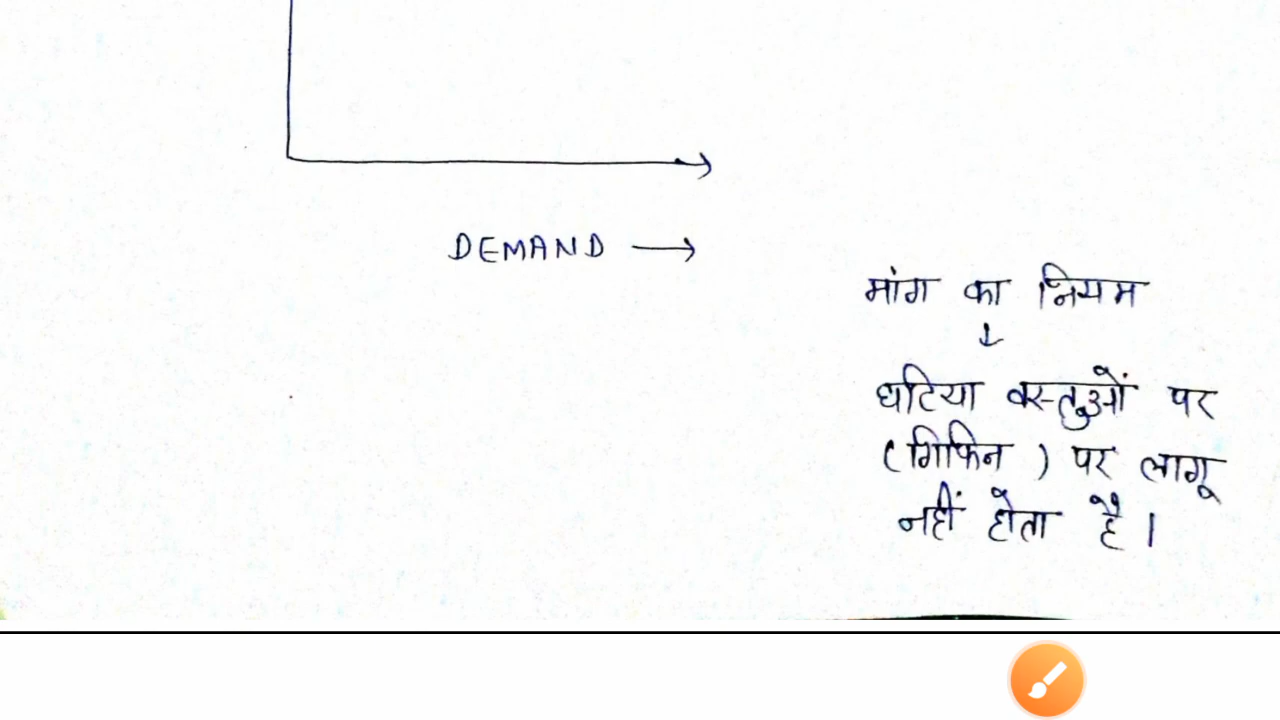 DEMAND →
मांग का नियम
↓
घटिया वस्तुओं पर
(गिफिन) पर लागू
नहीं होता है।